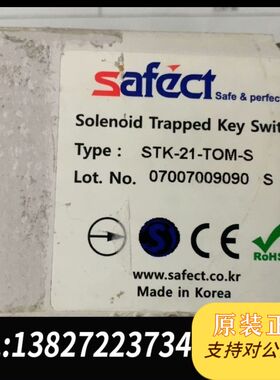 safect
Safe & perfect
Solenoid Trapped Key Swit
Type : STK-21-TOM-S
Lot. No. 07007009090 S
S
CE
RoHS
www.safect.co.kr
Made in Korea
:13827223734
原装正
支持对公